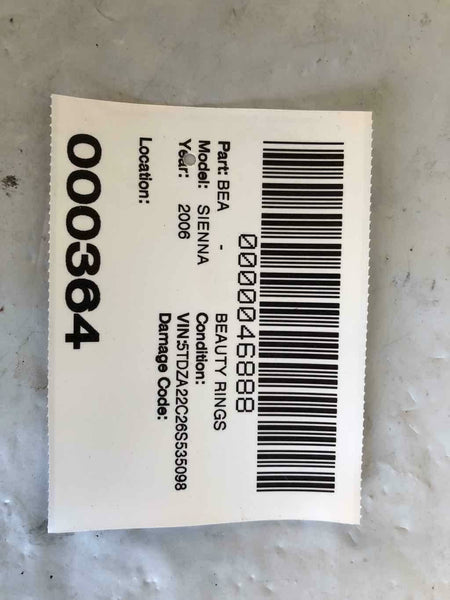 0000046888
Part: BEA - BEAUTY RINGS
Model: SIENNA Condition:
Year: 2006 VIN:5TDZA22C26S535098
Damage Code:
Location:
000364